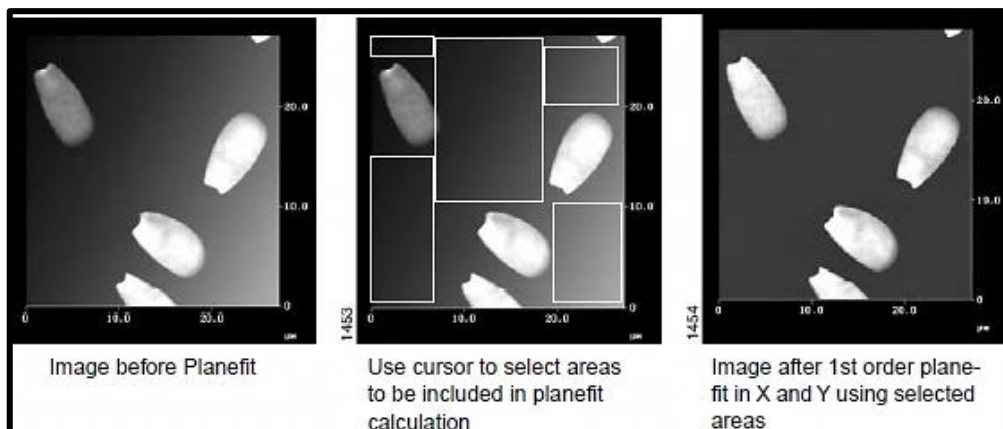 20.0
10.0
0
0
10.0
20.0
µM
Image before Planefit
1453
20.0
10.0
0
0
10.0
20.0
µM
Use cursor to select areas
to be included in planefit
calculation
1454
20.0
10.0
0
0
10.0
20.0
µM
Image after 1st order plane-
fit in X and Y using selected
areas